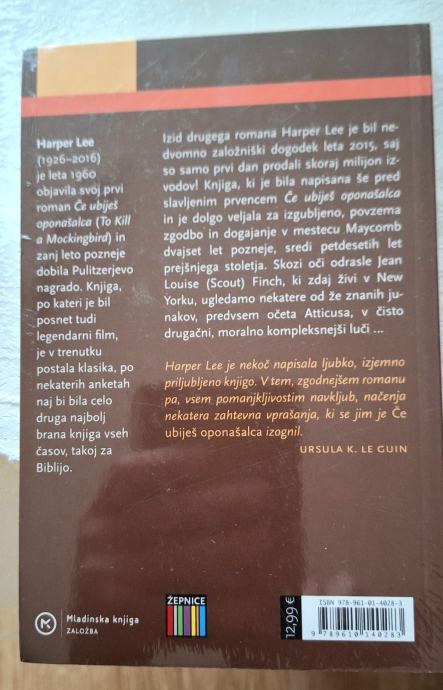 Harper Lee
(1926–2016)
je leta 1960
objavila svoj prvi
roman Če ubiješ
oponašalca (To Kill
a Mockingbird) in
zanj leto pozneje
dobila Pulitzerjevo
nagrado. Knjiga,
po kateri je bil
posnet tudi
legendarni film,
je v trenutku
postala klasika, po
nekaterih anketah
naj bi bila celo
druga najbolj
brana knjiga vseh
časov, takoj za
Biblijo.
Izid drugega romana Harper Lee je bil ne-
dvomno založniški dogodek leta 2015, saj
so samo prvi dan prodali skoraj milijon iz-
vodov! Knjiga, ki je bila napisana še pred
slavljenim prvencem Če ubiješ oponašalca
in je dolgo veljala za izgubljeno, povzema
zgodbo in dogajanje v mestecu Maycomb
dvajset let pozneje, sredi petdesetih let
prejšnjega stoletja. Skozi oči odrasle Jean
Louise (Scout) Finch, ki zdaj živi v New
Yorku, ugledamo nekatere od že znanih ju-
nakov, predvsem očeta Atticusa, v čisto
drugačni, moralno kompleksnejši luči ...
Harper Lee je nekoč napisala ljubko, izjemno
priljubljeno knjigo. V tem, zgodnejšem romanu
pa, vsem pomanjkljivostim navkljub, načenja
nekatera zahtevna vprašanja, ki se jim je Če
ubiješ oponašalca izognil.
URSULA K. LE GUIN
Mladinska knjiga
ZALOŽBA
ŽEPNICE
12,99 €
ISBN 978-961-01-4028-3
9 789610 140283